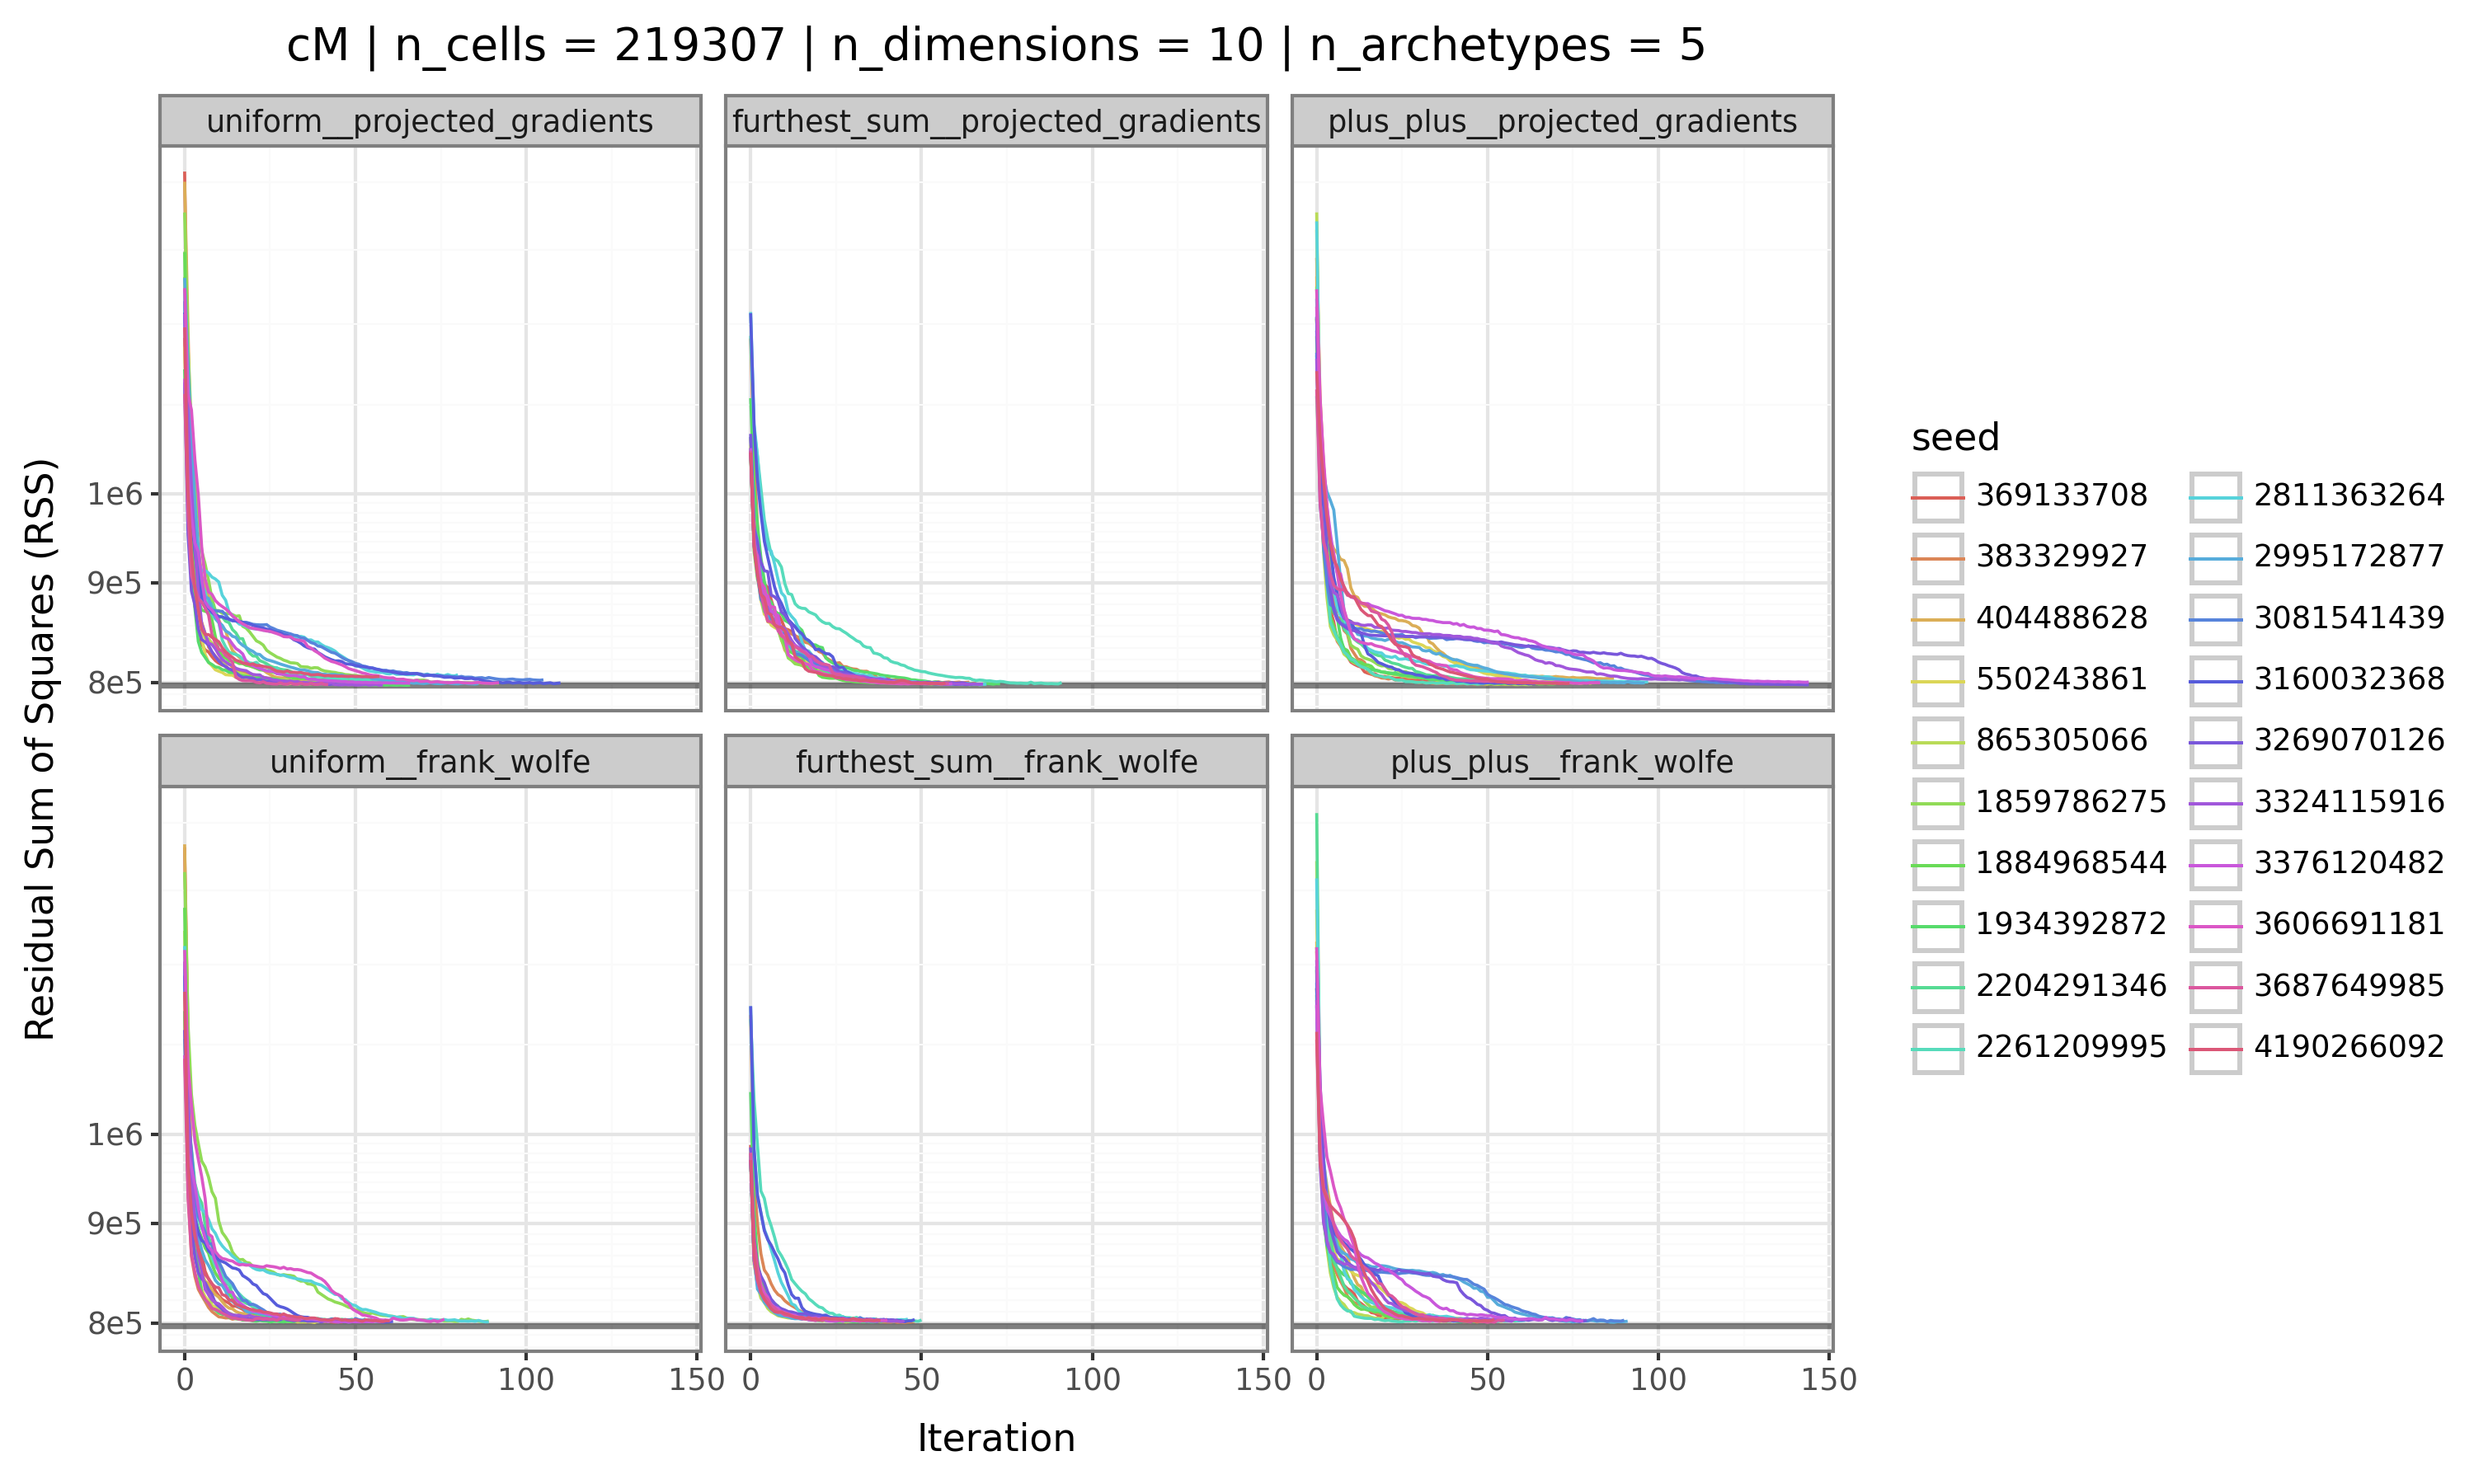 cM | n_cells = 219307 | n_dimensions = 10 | n_archetypes = 5
uniform__projected_gradients
furthest_sum__projected_gradients
plus_plus__projected_gradients
1e6
9e5
8e5
uniform__frank_wolfe
furthest_sum__frank_wolfe
plus_plus__frank_wolfe
1e6
9e5
8e5
0 50 100 150
0 50 100 150
0 50 100 150
Iteration
Residual Sum of Squares (RSS)
seed
369133708
383329927
404488628
550243861
865305066
1859786275
1884968544
1934392872
2204291346
2261209995
2811363264
2995172877
3081541439
3160032368
3269070126
3324115916
3376120482
3606691181
3687649985
4190266092